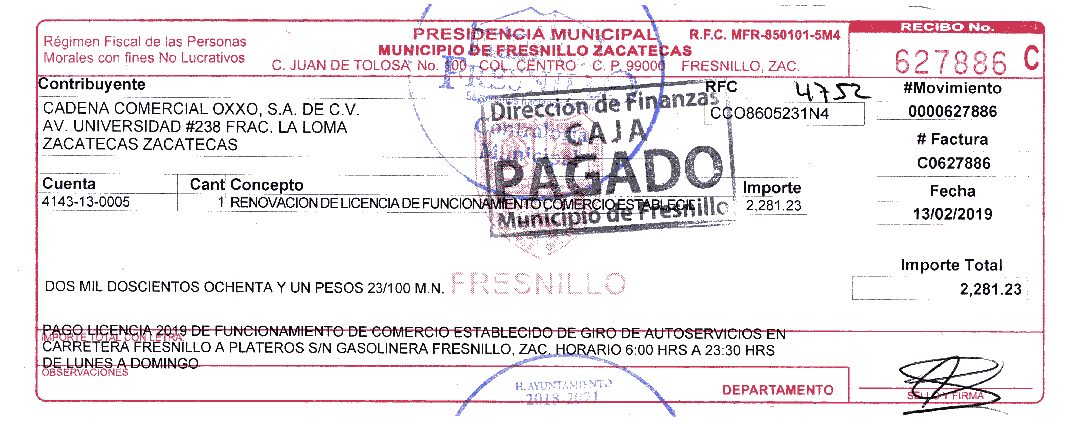 Régimen Fiscal de las Personas
Morales con fines No Lucrativos
PRESIDENCIA MUNICIPAL
R.F.C. MFR-850101-5M4
MUNICIPIO DE FRESNILLO ZACATECAS
C. JUAN DE TOLOSA No. 100 COL. CENTRO C. P. 99000 FRESNILLO, ZAC.
RECIBO No.
627886 C
Contribuyente
CADENA COMERCIAL OXXO, S.A. DE C.V.
AV. UNIVERSIDAD #238 FRAC. LA LOMA
ZACATECAS ZACATECAS
RFC
4752
CCO8605231N4
#Movimiento
0000627886
# Factura
C0627886
Fecha
13/02/2019
Dirección de Finanzas
CAJA
PAGADO
Municipio de Fresnillo
Cuenta Cant Concepto Importe
4143-13-0005 1 RENOVACION DE LICENCIA DE FUNCIONAMIENTO COMERCIO ESTABLECI 2,281.23
Importe Total
2,281.23
FRESNILLO
DOS MIL DOSCIENTOS OCHENTA Y UN PESOS 23/100 M.N.
PAGO LICENCIA 2019 DE FUNCIONAMIENTO DE COMERCIO ESTABLECIDO DE GIRO DE AUTOSERVICIOS EN
IMPORTE TOTAL CON LETRA
CARRETERA FRESNILLO A PLATEROS S/N GASOLINERA FRESNILLO, ZAC. HORARIO 6:00 HRS A 23:30 HRS
DE LUNES A DOMINGO
OBSERVACIONES
H. AYUNTAMIENTO
2018-2021
DEPARTAMENTO
SELLO Y FIRMA